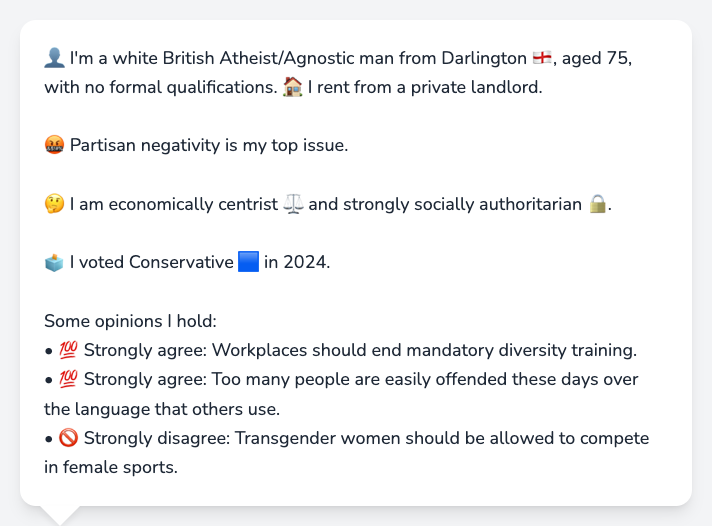 👤 I'm a white British Atheist/Agnostic man from Darlington 🏴󠁧󠁢󠁥󠁮󠁧󠁿, aged 75,
with no formal qualifications. 🏠 I rent from a private landlord.
🤬 Partisan negativity is my top issue.
🤔 I am economically centrist ⚖️ and strongly socially authoritarian 🔒.
🗳️ I voted Conservative 🟦 in 2024.
Some opinions I hold:
• 💯 Strongly agree: Workplaces should end mandatory diversity training.
• 💯 Strongly agree: Too many people are easily offended these days over
the language that others use.
• 🚫 Strongly disagree: Transgender women should be allowed to compete
in female sports.